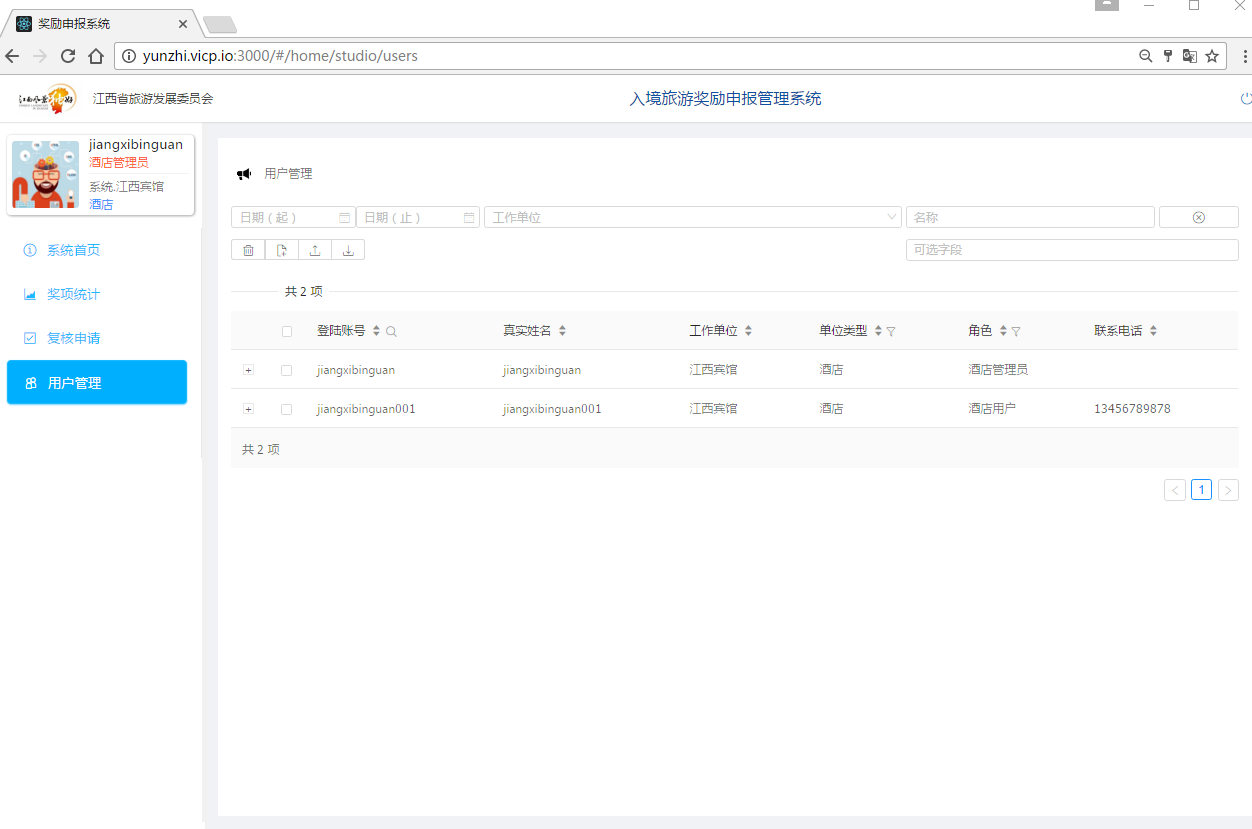 奖励申报系统
yunzhi.vicp.io:3000/#/home/studio/users
江西省旅游发展委员会
入境旅游奖励申报管理系统
jiangxibinguan
酒店管理员
系统.江西宾馆
酒店
系统首页
奖项统计
复核申请
用户管理
用户管理
日期（起） 日期（止） 工作单位 名称
可选字段
共 2 项
登陆账号 真实姓名 工作单位 单位类型 角色 联系电话
jiangxibinguan jiangxibinguan 江西宾馆 酒店 酒店管理员
jiangxibinguan001 jiangxibinguan001 江西宾馆 酒店 酒店用户 13456789878
共 2 项
1